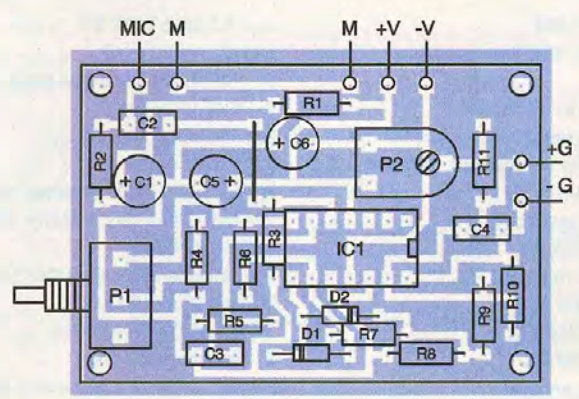 MIC M M +V -V
R1
C2
R2
C6
P2
R11
+G
+
C1
C5
+
-G
R3
C4
R4
R6
IC1
P1
D2
R10
R9
R5
D1
R7
C3
R8